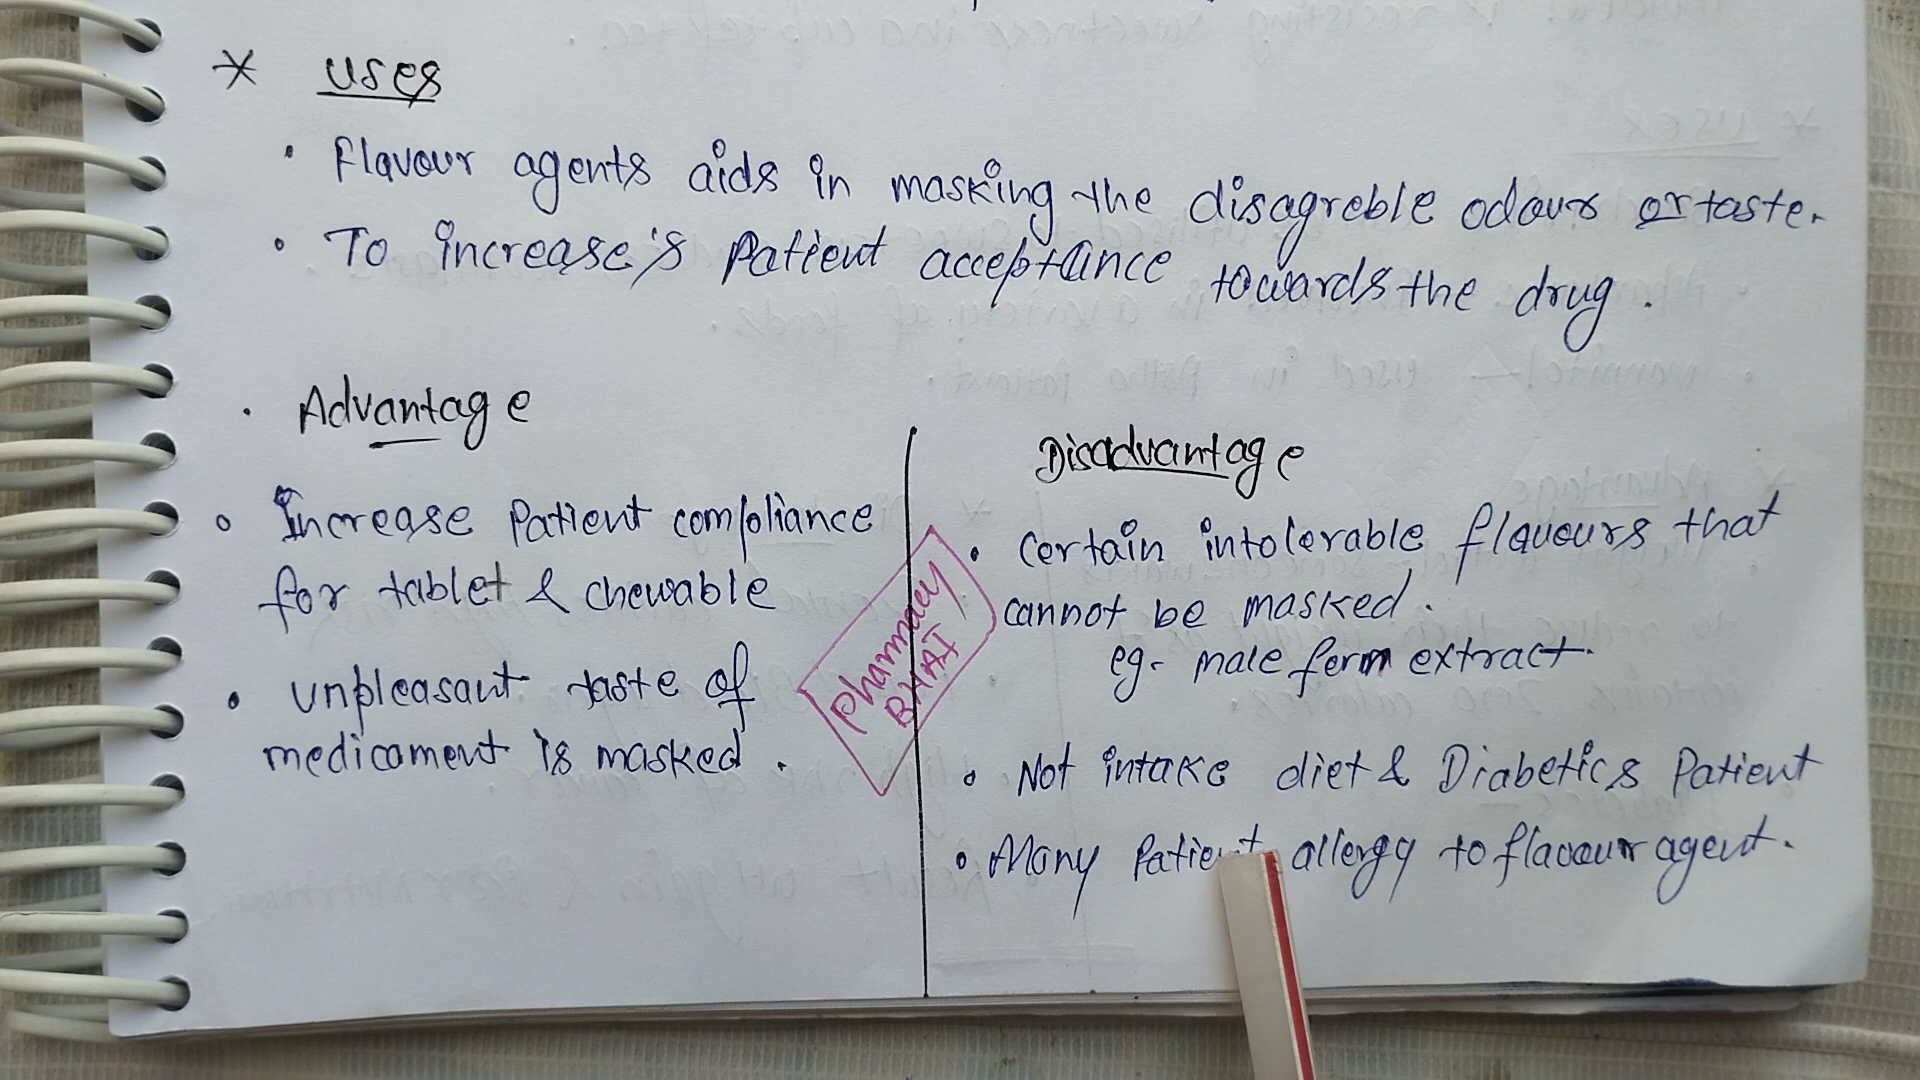 * uses
• Flavour agents aids in masking the disagreble odours or taste.
• To increase's Patient acceptance towards the drug.
• Advantage
• Increase Patient compliance
for tablet & chewable
• unpleasant taste of
medicament is masked.
Pharmacy
BHAI
Disadvantage
• Certain intolerable flavours that
cannot be masked.
eg- male ferm extract.
• Not intake diet & Diabetics Patient
• Many Patient allergy to flavour agent.